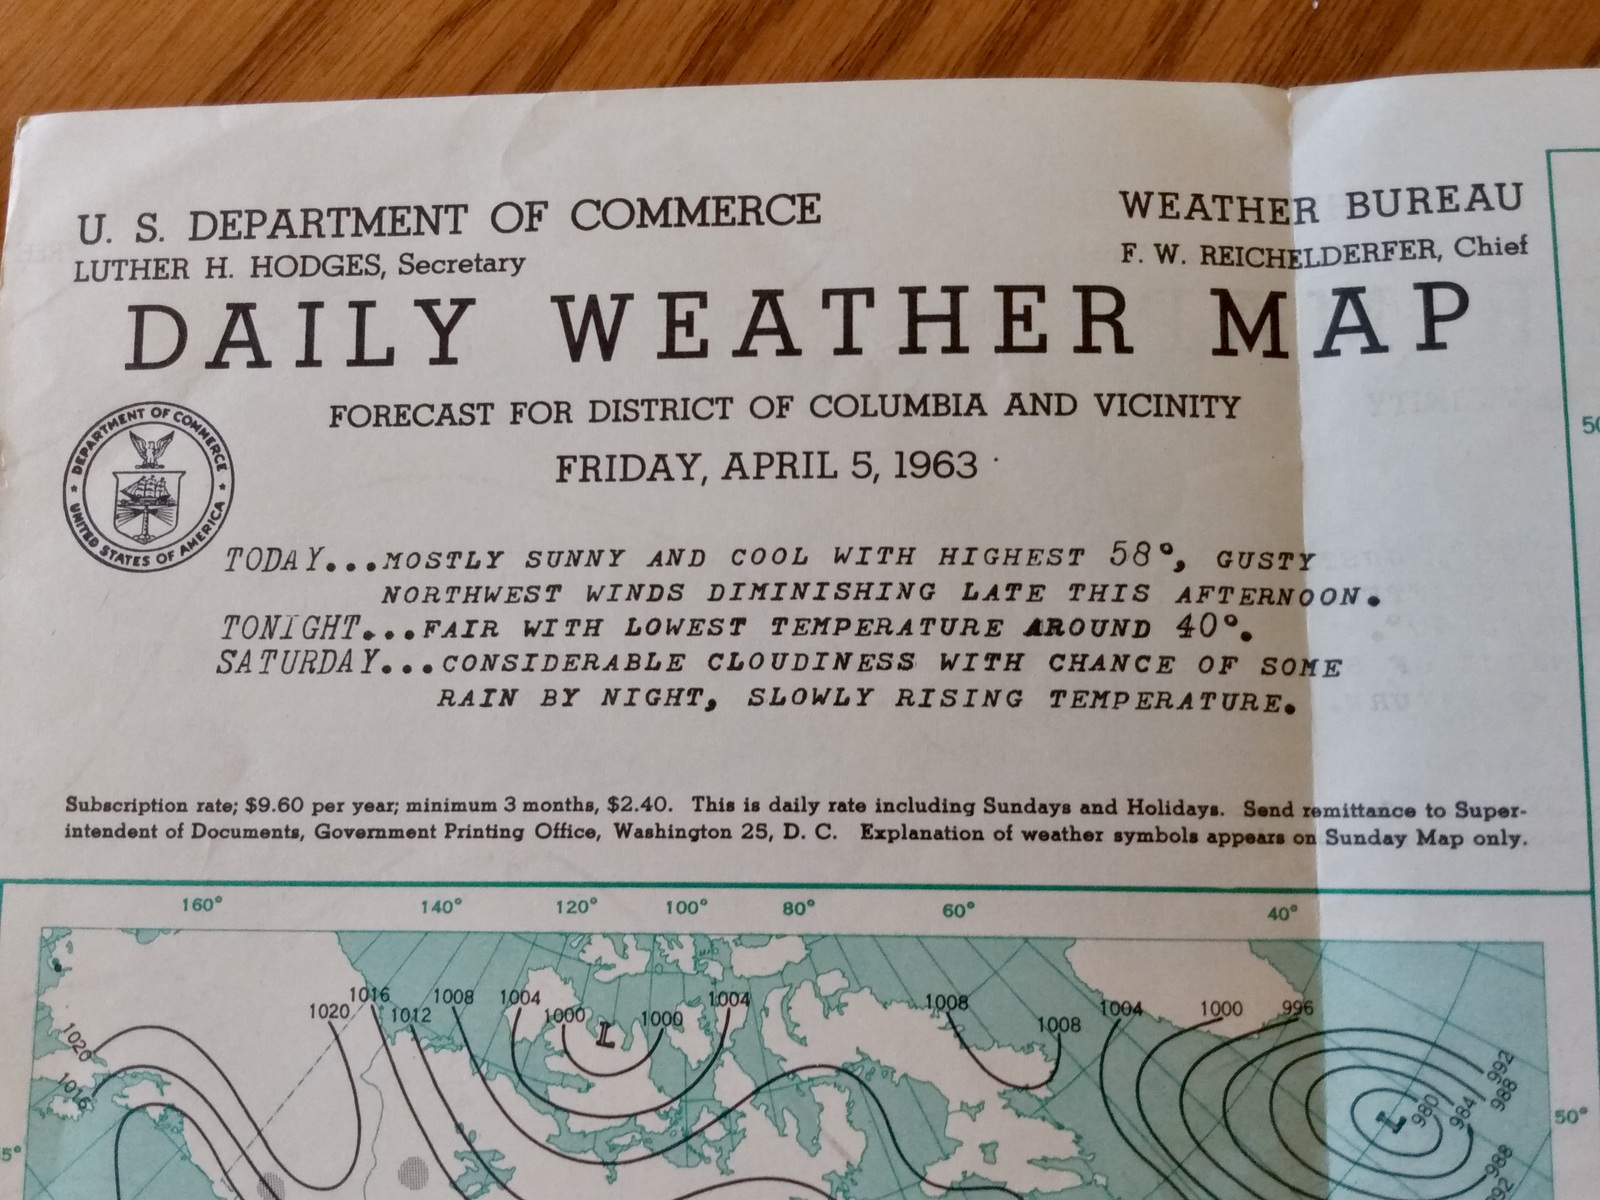 U. S. DEPARTMENT OF COMMERCE
LUTHER H. HODGES, Secretary
WEATHER BUREAU
F. W. REICHELDERFER, Chief
DAILY WEATHER MAP
FORECAST FOR DISTRICT OF COLUMBIA AND VICINITY
FRIDAY, APRIL 5, 1963
DEPARTMENT OF COMMERCE
UNITED STATES OF AMERICA
TODAY...MOSTLY SUNNY AND COOL WITH HIGHEST 58°, GUSTY
NORTHWEST WINDS DIMINISHING LATE THIS AFTERNOON.
TONIGHT...FAIR WITH LOWEST TEMPERATURE AROUND 40°.
SATURDAY...CONSIDERABLE CLOUDINESS WITH CHANCE OF SOME
RAIN BY NIGHT, SLOWLY RISING TEMPERATURE.
Subscription rate; $9.60 per year; minimum 3 months, $2.40. This is daily rate including Sundays and Holidays. Send remittance to Super-
intendent of Documents, Government Printing Office, Washington 25, D. C. Explanation of weather symbols appears on Sunday Map only.
160° 140° 120° 100° 80° 60° 40°
1020 1016 1012 1008 1004 1000 L 1000 1004 1008 1008 1004 1000 996
1020
1016
992
988
984
980
L
50°
988